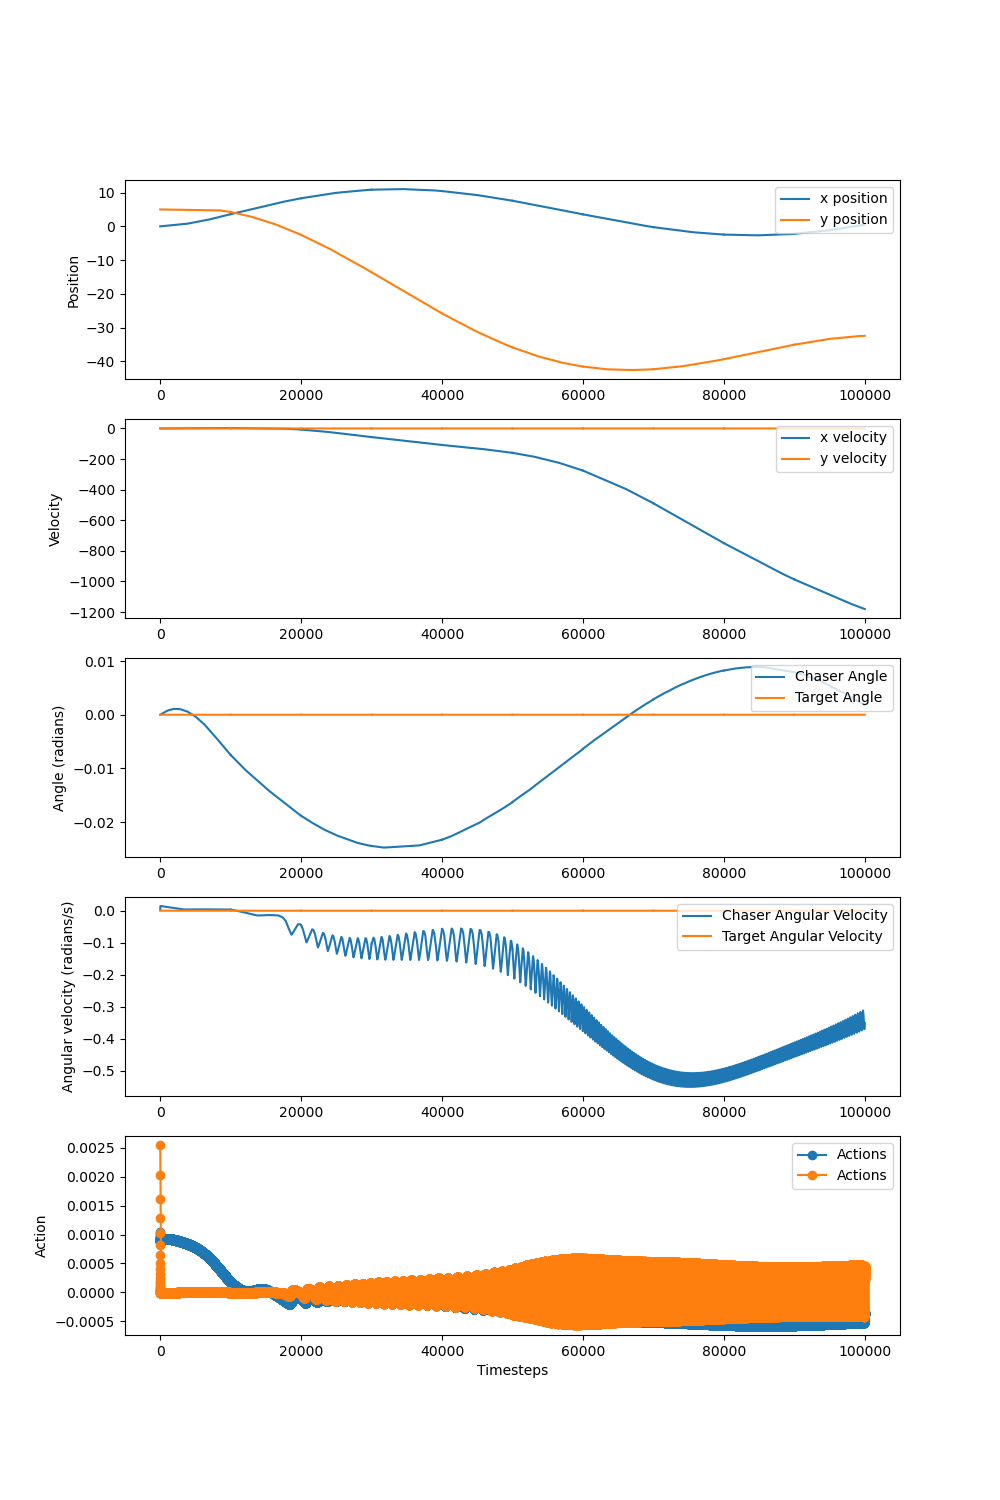 10
0
−10
−20
−30
−40
Position
x position
y position
0 20000 40000 60000 80000 100000
0
−200
−400
−600
−800
−1000
−1200
Velocity
x velocity
y velocity
0 20000 40000 60000 80000 100000
0.01
0.00
−0.01
−0.02
Angle (radians)
Chaser Angle
Target Angle
0 20000 40000 60000 80000 100000
0.0
−0.1
−0.2
−0.3
−0.4
−0.5
Angular velocity (radians/s)
Chaser Angular Velocity
Target Angular Velocity
0 20000 40000 60000 80000 100000
0.0025
0.0020
0.0015
0.0010
0.0005
0.0000
−0.0005
Action
Actions
Actions
0 20000 40000 60000 80000 100000
Timesteps